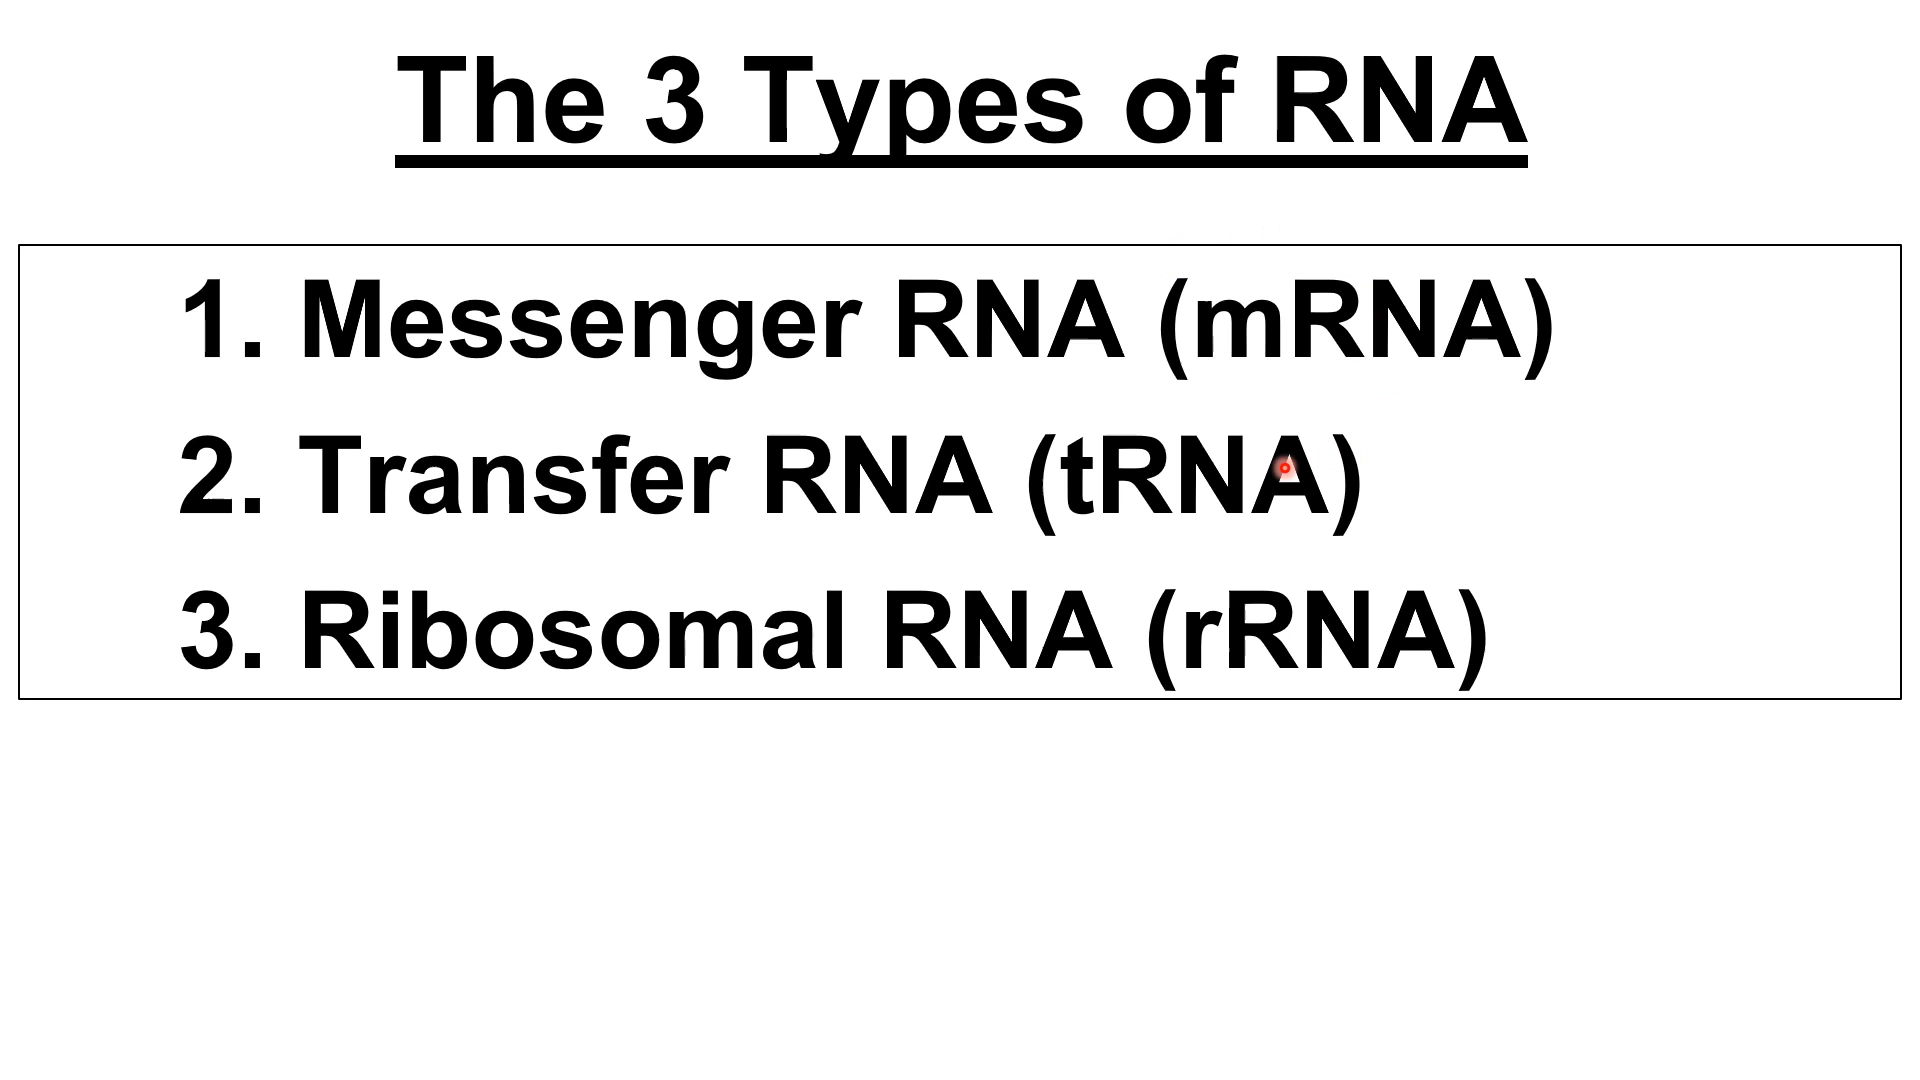 The 3 Types of RNA
1. Messenger RNA (mRNA)
2. Transfer RNA (tRNA)
3. Ribosomal RNA (rRNA)